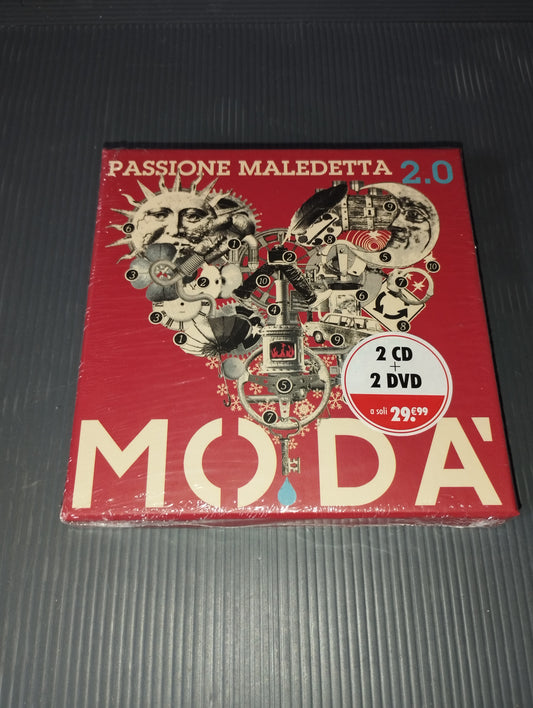 PASSIONE MALEDETTA 2.0
2 CD
+
2 DVD
a soli 29.€99
MODA'